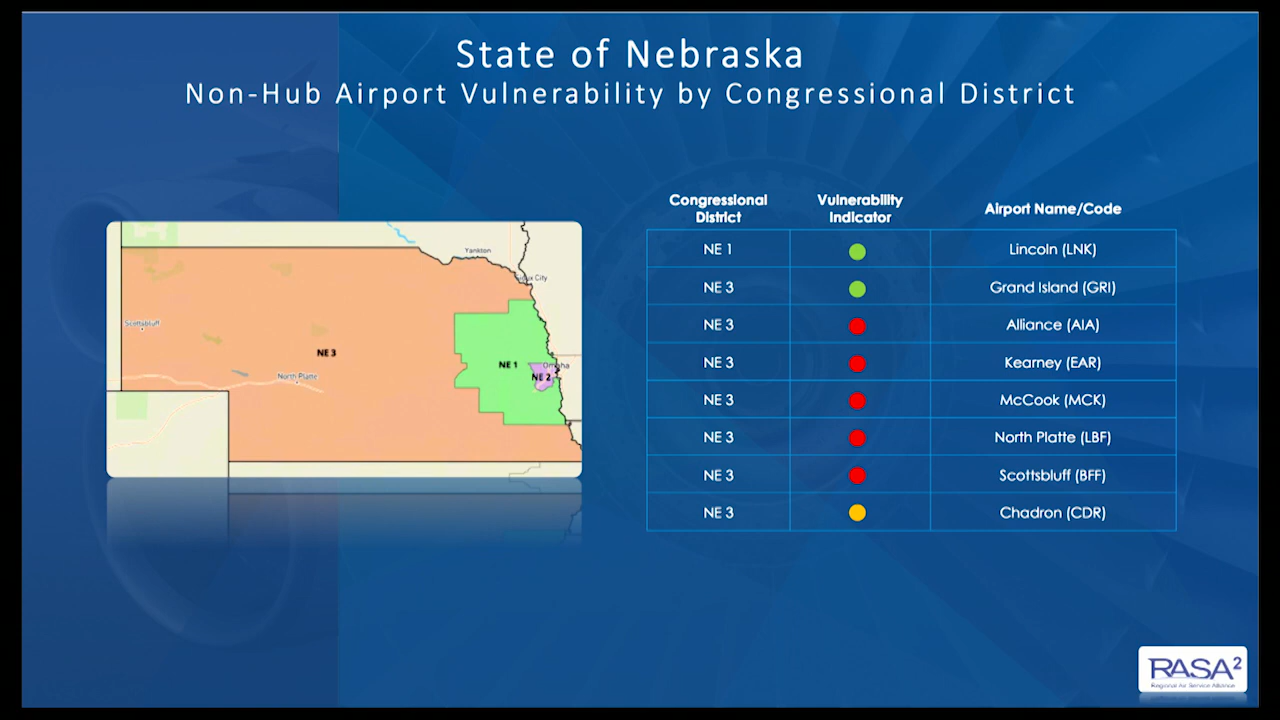 State of Nebraska
Non-Hub Airport Vulnerability by Congressional District
Yankton
Sioux City
Scottsbluff
NE 3
North Platte
NE 1
Omaha
NE 2
Congressional District Vulnerability Indicator Airport Name/Code
NE 1 Lincoln (LNK)
NE 3 Grand Island (GRI)
NE 3 Alliance (AIA)
NE 3 Kearney (EAR)
NE 3 McCook (MCK)
NE 3 North Platte (LBF)
NE 3 Scottsbluff (BFF)
NE 3 Chadron (CDR)
RASA²
Regional Air Service Alliance